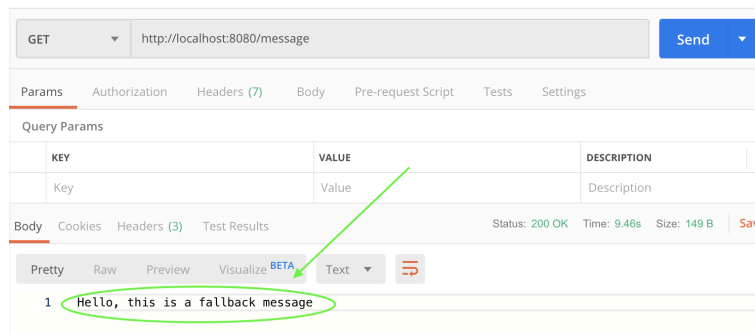 GET http://localhost:8080/message Send
Params Authorization Headers (7) Body Pre-request Script Tests Settings
Query Params
KEY VALUE DESCRIPTION
Key Value Description
Body Cookies Headers (3) Test Results Status: 200 OK Time: 9.46s Size: 149 B
Pretty Raw Preview Visualize BETA Text
1 Hello, this is a fallback message